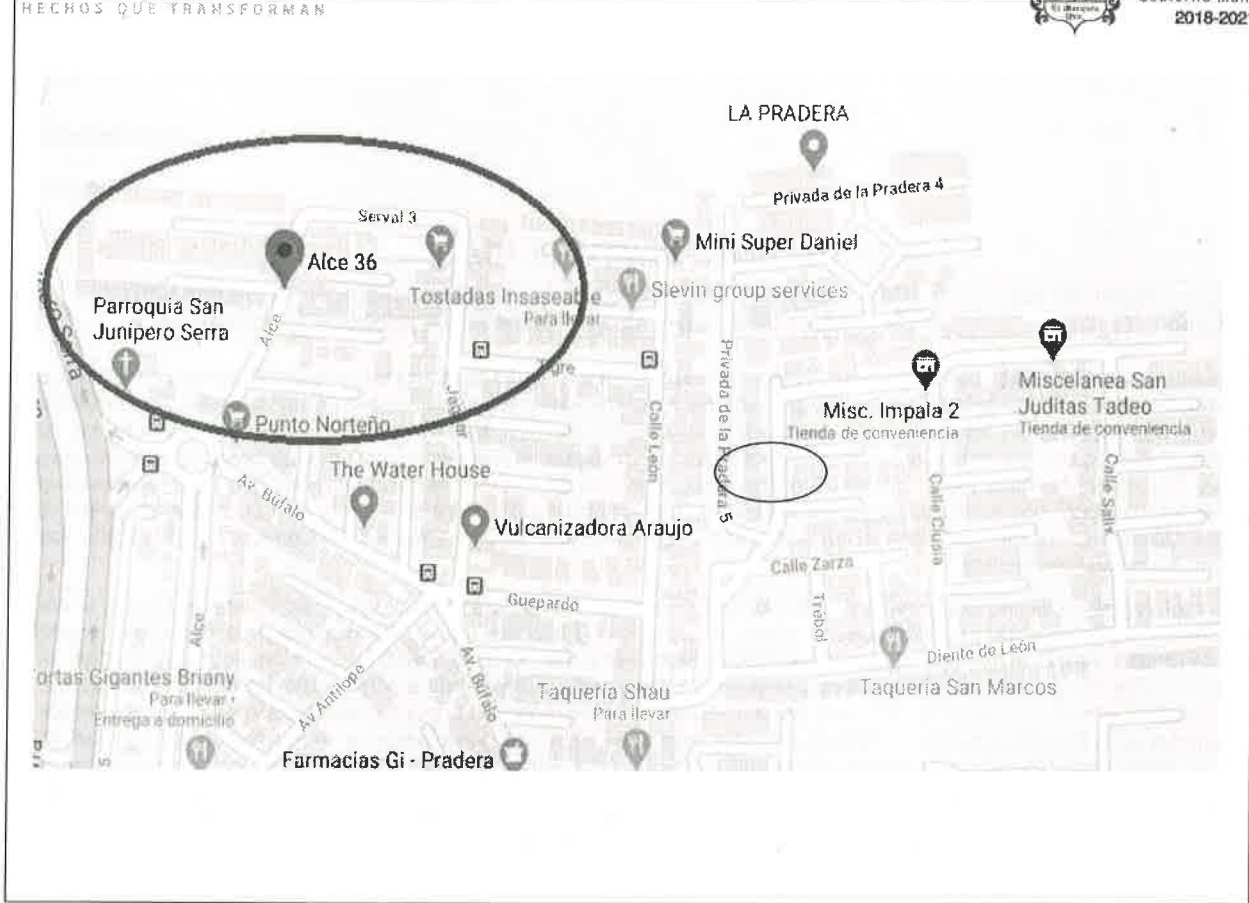 HECHOS QUE TRANSFORMAN
El Marqués
2018-202
LA PRADERA
Privada de la Pradera 4
Serval 3
Mini Super Daniel
Alce 36
Tostadas Insaseable
Para llevar
Slevin group services
Parroquia San
Junípero Serra
Alce
Tigre
Jaguar
Privada de la Pradera 5
Miscelanea San
Juditas Tadeo
Tienda de conveniencia
Misc. Impala 2
Tienda de conveniencia
Punto Norteño
Calle León
The Water House
Av. Búfalo
Vulcanizadora Araujo
Calle Clusia
Calle Salix
Calle Zarza
Trébol
Guepardo
Alce
Diente de León
ortas Gigantes Briany
Para llevar •
Entrega a domicilio
Av Antílope
Av. Búfalo
Taquería Shau
Para llevar
Taquería San Marcos
Farmacias Gi - Pradera